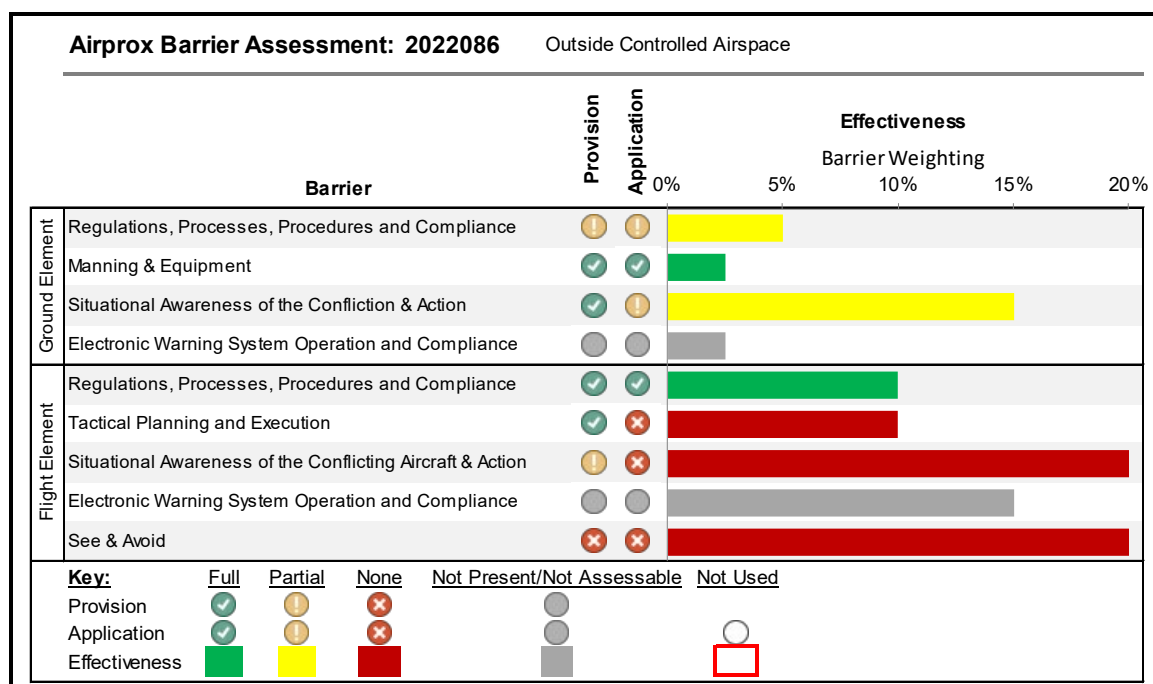 Airprox Barrier Assessment: 2022086 Outside Controlled Airspace
Provision
Application
Effectiveness
Barrier Weighting
Barrier
0% 5% 10% 15% 20%
Ground Element
Regulations, Processes, Procedures and Compliance
Manning & Equipment
Situational Awareness of the Confliction & Action
Electronic Warning System Operation and Compliance
Flight Element
Regulations, Processes, Procedures and Compliance
Tactical Planning and Execution
Situational Awareness of the Conflicting Aircraft & Action
Electronic Warning System Operation and Compliance
See & Avoid
Key: Full Partial None Not Present/Not Assessable Not Used
Provision
Application
Effectiveness